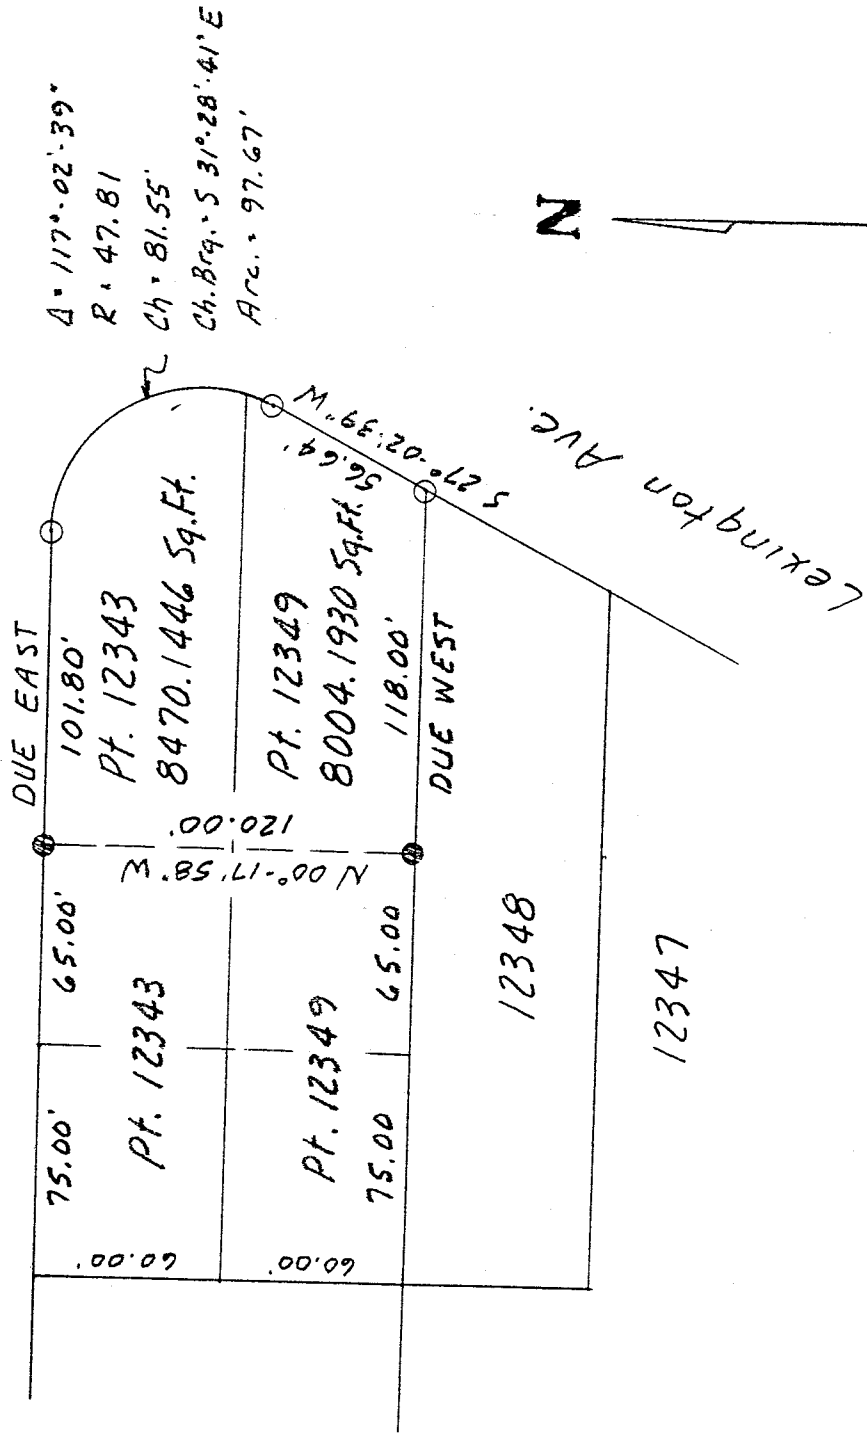 Δ = 117°-02'-39"
R = 47.81
Ch = 81.55'
Ch. Brg. = S 31°-28'-41" E
Arc. = 97.67'
DUE EAST
75.00'
65.00'
101.80'
Pt. 12343
Pt. 12343
8470.1446 Sq.Ft.
60.00'
N 00°-17'.58" W
120.00'
Pt. 12349
Pt. 12349
8004.1930 Sq.Ft.
60.00'
75.00
65.00
118.00'
DUE WEST
56.64'
S 27°-02'.39" W
Lexington Ave.
12348
12347
N